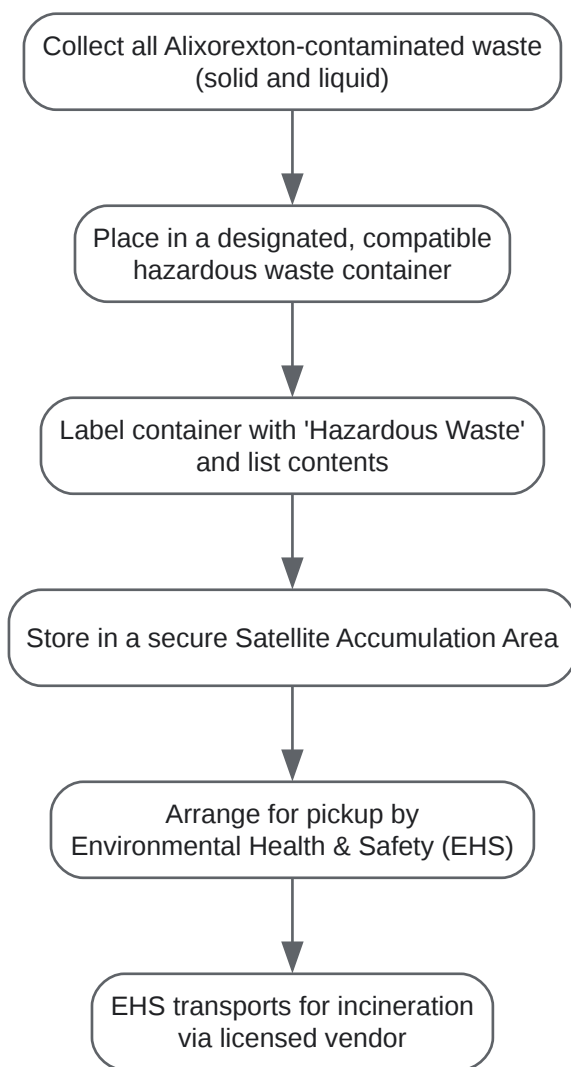 Collect all Alixorexton-contaminated waste
(solid and liquid)
Place in a designated, compatible
hazardous waste container
Label container with 'Hazardous Waste'
and list contents
Store in a secure Satellite Accumulation Area
Arrange for pickup by
Environmental Health & Safety (EHS)
EHS transports for incineration
via licensed vendor